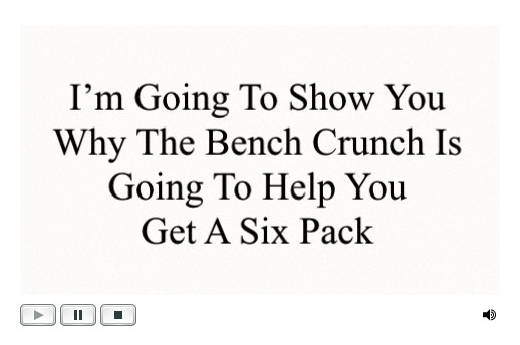 I’m Going To Show You
Why The Bench Crunch Is
Going To Help You
Get A Six Pack